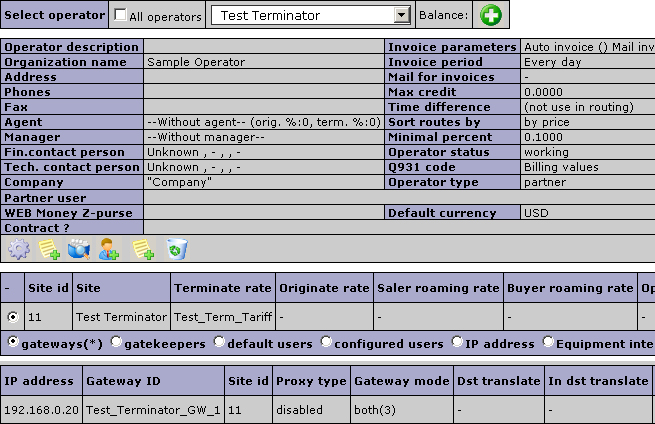 Select operator All operators Test Terminator Balance:
Operator description Invoice parameters Auto invoice () Mail inv
Organization name Sample Operator Invoice period Every day
Address Mail for invoices -
Phones Max credit 0.0000
Fax Time difference (not use in routing)
Agent --Without agent-- (orig. %:0, term. %:0) Sort routes by by price
Manager --Without manager-- Minimal percent 0.1000
Fin.contact person Unknown , - , , - Operator status working
Tech. contact person Unknown , - , , - Q931 code Billing values
Company "Company" Operator type partner
Partner user
WEB Money Z-purse Default currency USD
Contract ?
- Site id Site Terminate rate Originate rate Saler roaming rate Buyer roaming rate Op
11 Test Terminator Test_Term_Tariff - - -
gateways(*) gatekeepers default users configured users IP address Equipment inte
IP address Gateway ID Site id Proxy type Gateway mode Dst translate In dst translate
192.168.0.20 Test_Terminator_GW_1 11 disabled both(3) - -